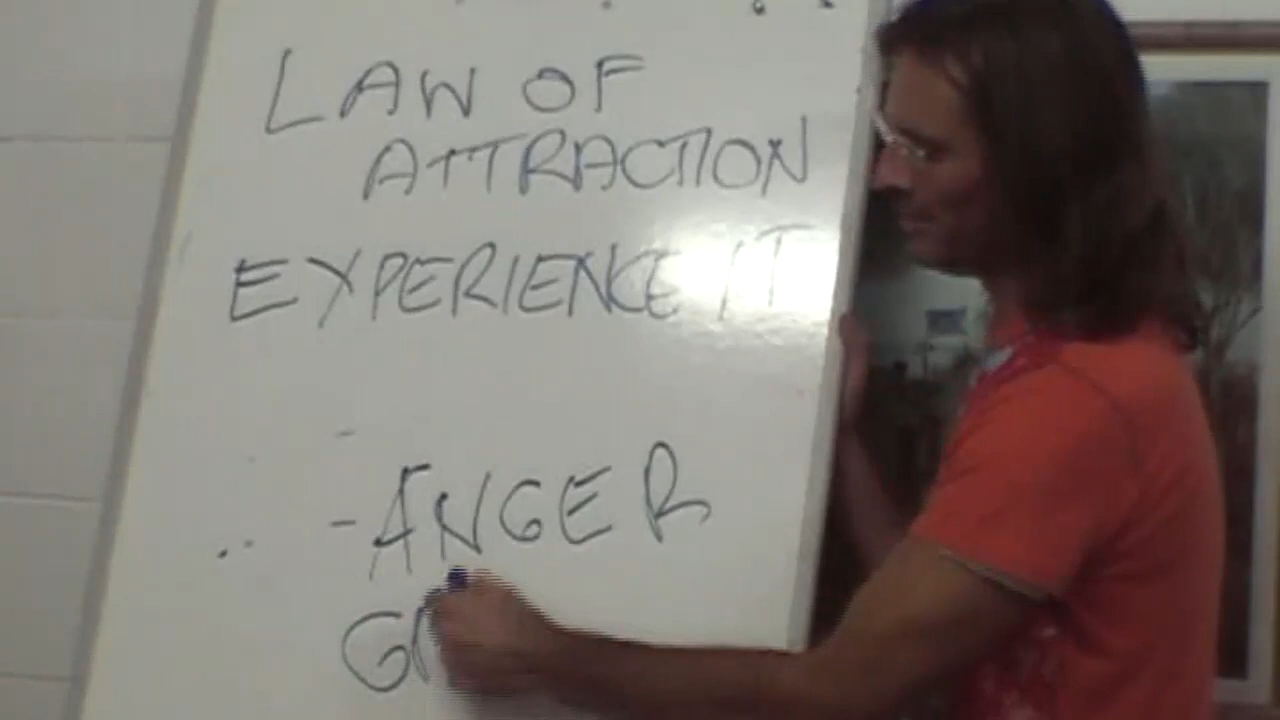 LAW OF
ATTRACTION
EXPERIENCE IT
- ANGER